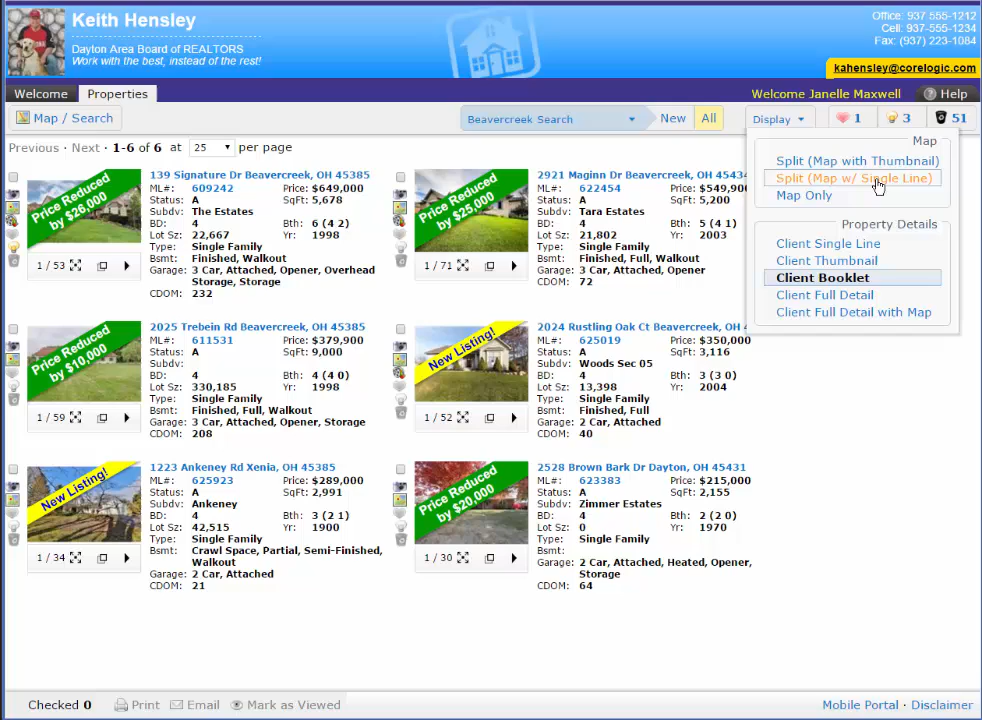 Keith Hensley
Dayton Area Board of REALTORS
Work with the best, instead of the rest!
Office: 937 555-1212
Cell: 937-555-1234
Fax: (937) 223-1084
kahensley@corelogic.com
Welcome Properties
Welcome Janelle Maxwell Help
Map / Search Beavercreek Search New All Display 1 3 51
Previous · Next · 1-6 of 6 at 25 per page
139 Signature Dr Beavercreek, OH 45385
ML#: 609242 Price: $649,000
Status: A SqFt: 5,678
Subdv: The Estates
BD: 4 Bth: 6 (4 2)
Lot Sz: 22,667 Yr: 1998
Type: Single Family
Bsmt: Finished, Walkout
Garage: 3 Car, Attached, Opener, Overhead
Storage, Storage
CDOM: 232
Price Reduced
by $26,000
1 / 53
2921 Maginn Dr Beavercreek, OH 4543
ML#: 622454 Price: $549,90
Status: A SqFt: 5,200
Subdv: Tara Estates
BD: 4 Bth: 5 (4 1)
Lot Sz: 21,802 Yr: 2003
Type: Single Family
Bsmt: Finished, Full, Walkout
Garage: 3 Car, Attached, Opener
CDOM: 72
Price Reduced
by $25,000
1 / 71
Map
Split (Map with Thumbnail)
Split (Map w/ Single Line)
Map Only
Property Details
Client Single Line
Client Thumbnail
Client Booklet
Client Full Detail
Client Full Detail with Map
2025 Trebein Rd Beavercreek, OH 45385
ML#: 611531 Price: $379,900
Status: A SqFt: 9,000
Subdv:
BD: 4 Bth: 4 (4 0)
Lot Sz: 330,185 Yr: 1998
Type: Single Family
Bsmt: Finished, Full, Walkout
Garage: 3 Car, Attached, Opener, Storage
CDOM: 208
Price Reduced
by $10,000
1 / 59
2024 Rustling Oak Ct Beavercreek, OH 4
ML#: 625019 Price: $350,000
Status: A SqFt: 3,116
Subdv: Woods Sec 05
BD: 4 Bth: 3 (3 0)
Lot Sz: 13,398 Yr: 2004
Type: Single Family
Bsmt: Finished, Full
Garage: 2 Car, Attached
CDOM: 40
New Listing!
1 / 52
1223 Ankeney Rd Xenia, OH 45385
ML#: 625923 Price: $289,000
Status: A SqFt: 2,991
Subdv: Ankeney
BD: 4 Bth: 3 (2 1)
Lot Sz: 42,515 Yr: 1900
Type: Single Family
Bsmt: Crawl Space, Partial, Semi-Finished,
Walkout
Garage: 2 Car, Attached
CDOM: 21
New Listing!
1 / 34
2528 Brown Bark Dr Dayton, OH 45431
ML#: 623383 Price: $215,000
Status: A SqFt: 2,155
Subdv: Zimmer Estates
BD: 4 Bth: 2 (2 0)
Lot Sz: 0 Yr: 1970
Type: Single Family
Bsmt:
Garage: 2 Car, Attached, Heated, Opener,
Storage
CDOM: 64
Price Reduced
by $20,000
1 / 30
Checked 0 Print Email Mark as Viewed
Mobile Portal · Disclaimer